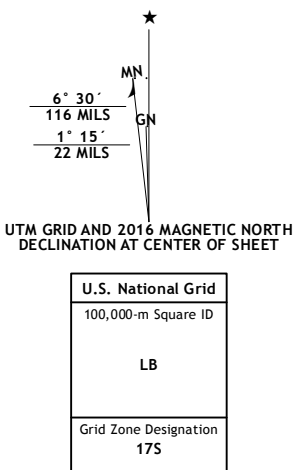 MN
6° 30´
116 MILS
GN
1° 15´
22 MILS
UTM GRID AND 2016 MAGNETIC NORTH
DECLINATION AT CENTER OF SHEET
U.S. National Grid
100,000-m Square ID
LB
Grid Zone Designation
17S